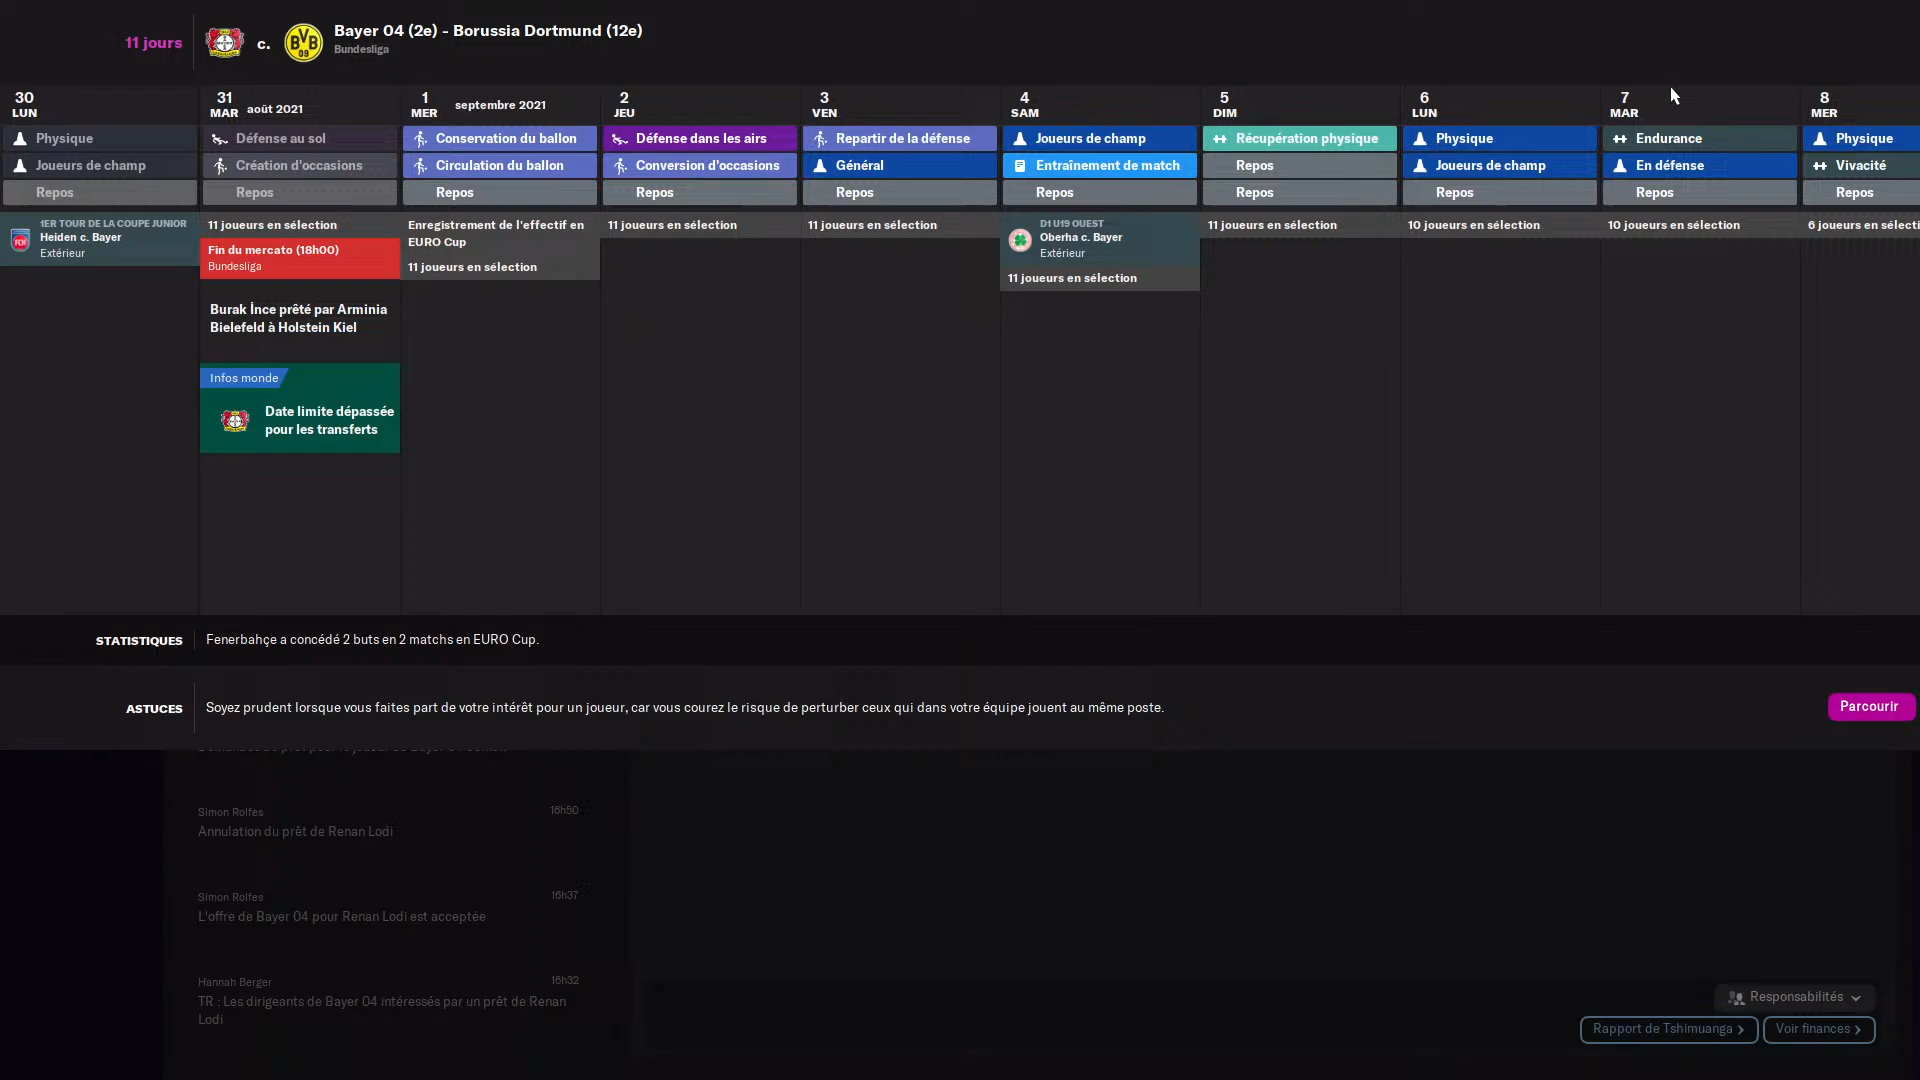 11 jours
c.
Bayer 04 (2e) - Borussia Dortmund (12e)
Bundesliga
30
LUN
Physique
Joueurs de champ
Repos
1ER TOUR DE LA COUPE JUNIOR
Heiden c. Bayer
Extérieur
31
MAR
août 2021
Défense au sol
Création d'occasions
Repos
11 joueurs en sélection
Fin du mercato (18h00)
Bundesliga
Burak İnce prêté par Arminia
Bielefeld à Holstein Kiel
Infos monde
Date limite dépassée
pour les transferts
1
MER
septembre 2021
Conservation du ballon
Circulation du ballon
Repos
Enregistrement de l'effectif en
EURO Cup
11 joueurs en sélection
2
JEU
Défense dans les airs
Conversion d'occasions
Repos
11 joueurs en sélection
3
VEN
Repartir de la défense
Général
Repos
11 joueurs en sélection
4
SAM
Joueurs de champ
Entraînement de match
Repos
D1 U19 OUEST
Oberha c. Bayer
Extérieur
11 joueurs en sélection
5
DIM
Récupération physique
Repos
Repos
11 joueurs en sélection
6
LUN
Physique
Joueurs de champ
Repos
10 joueurs en sélection
7
MAR
Endurance
En défense
Repos
10 joueurs en sélection
8
MER
Physique
Vivacité
Repos
6 joueurs en sélecti
STATISTIQUES
Fenerbahçe a concédé 2 buts en 2 matchs en EURO Cup.
ASTUCES
Soyez prudent lorsque vous faites part de votre intérêt pour un joueur, car vous courez le risque de perturber ceux qui dans votre équipe jouent au même poste.
Parcourir
Simon Rolfes
16h50
Annulation du prêt de Renan Lodi
Simon Rolfes
16h37
L'offre de Bayer 04 pour Renan Lodi est acceptée
Hannah Berger
16h32
TR : Les dirigeants de Bayer 04 intéressés par un prêt de Renan
Lodi
Responsabilités
Rapport de Tshimuanga
Voir finances